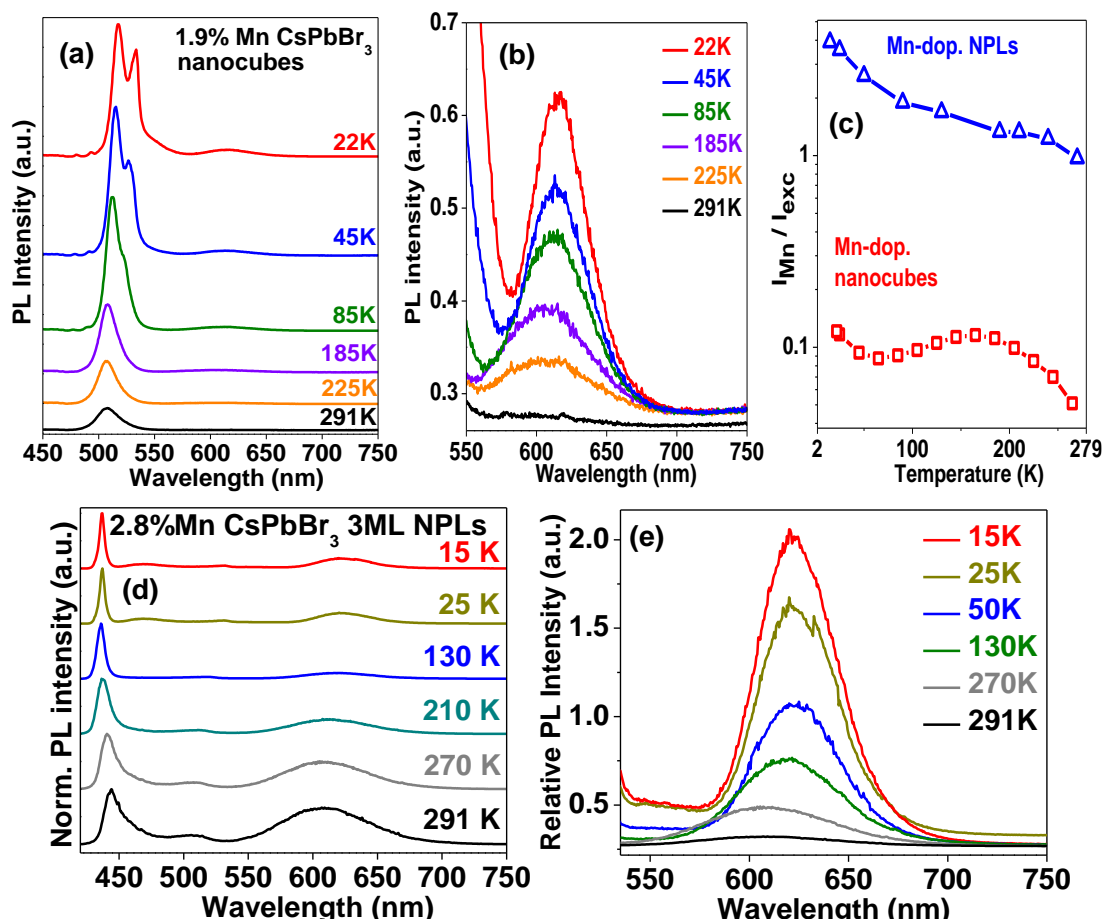 (a)
1.9% Mn CsPbBr3
nanocubes
22K
45K
85K
185K
225K
291K
PL Intensity (a.u.)
450 500 550 600 650 700 750
Wavelength (nm)
(b)
22K
45K
85K
185K
225K
291K
0.7
0.6
0.5
0.4
0.3
PL intensity (a.u.)
550 600 650 700 750
Wavelength (nm)
Mn-dop. NPLs
(c)
Mn-dop.
nanocubes
1
0.1
IMn / Iexc
2 100 200 279
Temperature (K)
2.8%Mn CsPbBr3 3ML NPLs
(d)
15 K
25 K
130 K
210 K
270 K
291 K
Norm. PL intensity (a.u.)
450 500 550 600 650 700 750
Wavelength (nm)
(e)
15K
25K
50K
130K
270K
291K
2.0
1.5
1.0
0.5
Relative PL Intensity (a.u.)
550 600 650 700 750
Wavelength (nm)